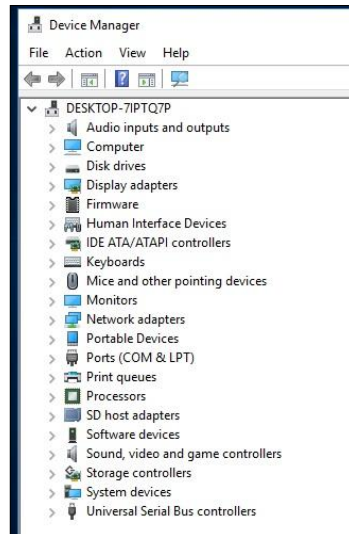 Device Manager
File Action View Help
DESKTOP-7IPTQ7P
Audio inputs and outputs
Computer
Disk drives
Display adapters
Firmware
Human Interface Devices
IDE ATA/ATAPI controllers
Keyboards
Mice and other pointing devices
Monitors
Network adapters
Portable Devices
Ports (COM & LPT)
Print queues
Processors
SD host adapters
Software devices
Sound, video and game controllers
Storage controllers
System devices
Universal Serial Bus controllers